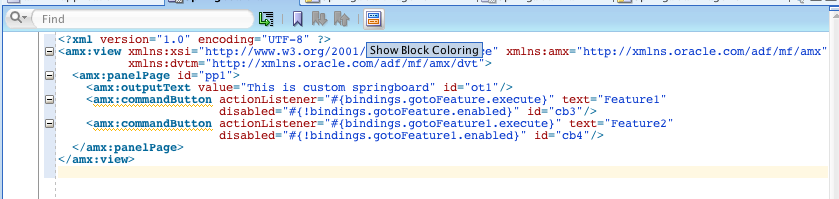 Find
<?xml version="1.0" encoding="UTF-8" ?>
<amx:view xmlns:xsi="http://www.w3.org/2001/ Show Block Coloring e" xmlns:amx="http://xmlns.oracle.com/adf/mf/amx"
xmlns:dvtm="http://xmlns.oracle.com/adf/mf/amx/dvt">
<amx:panelPage id="pp1">
<amx:outputText value="This is custom springboard" id="ot1"/>
<amx:commandButton actionListener="#{bindings.gotoFeature.execute}" text="Feature1"
disabled="#{!bindings.gotoFeature.enabled}" id="cb3"/>
<amx:commandButton actionListener="#{bindings.gotoFeature1.execute}" text="Feature2"
disabled="#{!bindings.gotoFeature1.enabled}" id="cb4"/>
</amx:panelPage>
</amx:view>